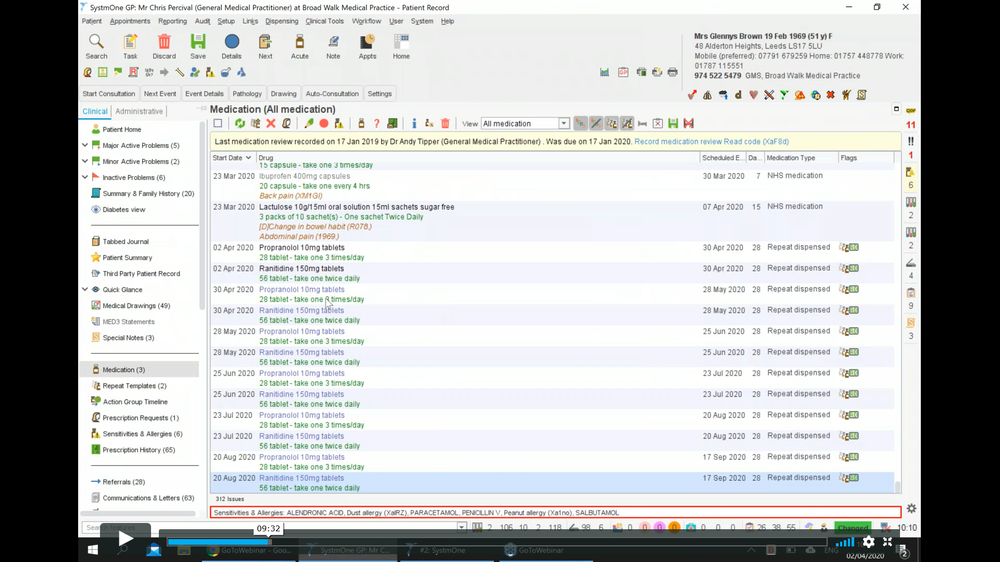 SystmOne GP: Mr Chris Percival (General Medical Practitioner) at Broad Walk Medical Practice - Patient Record
Patient Appointments Reporting Audit Setup Links Dispensing Clinical Tools Workflow User System Help
Search Task Discard Save Details Next Acute Note Appts Home
Mrs Glennys Brown 19 Feb 1969 (51 y) F
48 Alderton Heights, Leeds LS17 5LU
Mobile (preferred): 07791 679259 Home: 01757 448778 Work:
01787 115551
974 522 5479 GMS, Broad Walk Medical Practice
Start Consultation Next Event Event Details Pathology Drawing Auto-Consultation Settings
Clinical Administrative
Patient Home
Major Active Problems (5)
Minor Active Problems (2)
Inactive Problems (6)
Summary & Family History (20)
Diabetes view
Tabbed Journal
Patient Summary
Third Party Patient Record
Quick Glance
Medical Drawings (49)
MED3 Statements
Special Notes (3)
Medication (3)
Repeat Templates (2)
Action Group Timeline
Prescription Requests (1)
Sensitivities & Allergies (6)
Prescription History (65)
Referrals (28)
Communications & Letters (63)
Medication (All medication)
View All medication
Last medication review recorded on 17 Jan 2019 by Dr Andy Tipper (General Medical Practitioner) . Was due on 17 Jan 2020. Record medication review Read code (XaF8d)
Start Date Drug Scheduled E... Da... Medication Type Flags
15 capsule - take one 3 times/day
23 Mar 2020 Ibuprofen 400mg capsules 30 Mar 2020 7 NHS medication
20 capsule - take one every 4 hrs
Back pain (XM1GI)
23 Mar 2020 Lactulose 10g/15ml oral solution 15ml sachets sugar free 07 Apr 2020 15 NHS medication
3 packs of 10 sachet(s) - One sachet Twice Daily
[D]Change in bowel habit (R078.)
Abdominal pain (1969.)
02 Apr 2020 Propranolol 10mg tablets 30 Apr 2020 28 Repeat dispensed
28 tablet - take one 3 times/day
02 Apr 2020 Ranitidine 150mg tablets 30 Apr 2020 28 Repeat dispensed
56 tablet - take one twice daily
30 Apr 2020 Propranolol 10mg tablets 28 May 2020 28 Repeat dispensed
28 tablet - take one 3 times/day
30 Apr 2020 Ranitidine 150mg tablets 28 May 2020 28 Repeat dispensed
56 tablet - take one twice daily
28 May 2020 Propranolol 10mg tablets 25 Jun 2020 28 Repeat dispensed
28 tablet - take one 3 times/day
28 May 2020 Ranitidine 150mg tablets 25 Jun 2020 28 Repeat dispensed
56 tablet - take one twice daily
25 Jun 2020 Propranolol 10mg tablets 23 Jul 2020 28 Repeat dispensed
28 tablet - take one 3 times/day
25 Jun 2020 Ranitidine 150mg tablets 23 Jul 2020 28 Repeat dispensed
56 tablet - take one twice daily
23 Jul 2020 Propranolol 10mg tablets 20 Aug 2020 28 Repeat dispensed
28 tablet - take one 3 times/day
23 Jul 2020 Ranitidine 150mg tablets 20 Aug 2020 28 Repeat dispensed
56 tablet - take one twice daily
20 Aug 2020 Propranolol 10mg tablets 17 Sep 2020 28 Repeat dispensed
28 tablet - take one 3 times/day
20 Aug 2020 Ranitidine 150mg tablets 17 Sep 2020 28 Repeat dispensed
56 tablet - take one twice daily
312 Issues
Sensitivities & Allergies: ALENDRONIC ACID, Dust allergy (XaIRZ), PARACETAMOL, PENICILLIN V, Peanut allergy (Xa1no), SALBUTAMOL
QOF
11
!!
1
6
2
2
4
9
3
Search features 2 106 10 2 118 98 6 0 0 0 0 0 0 0 26 38 55 Changed 10:10
09:32
GoToWebinar - Goo... SystmOne GP: Mr C... #2: SystmOne GoToWebinar ENG
02/04/2020 2